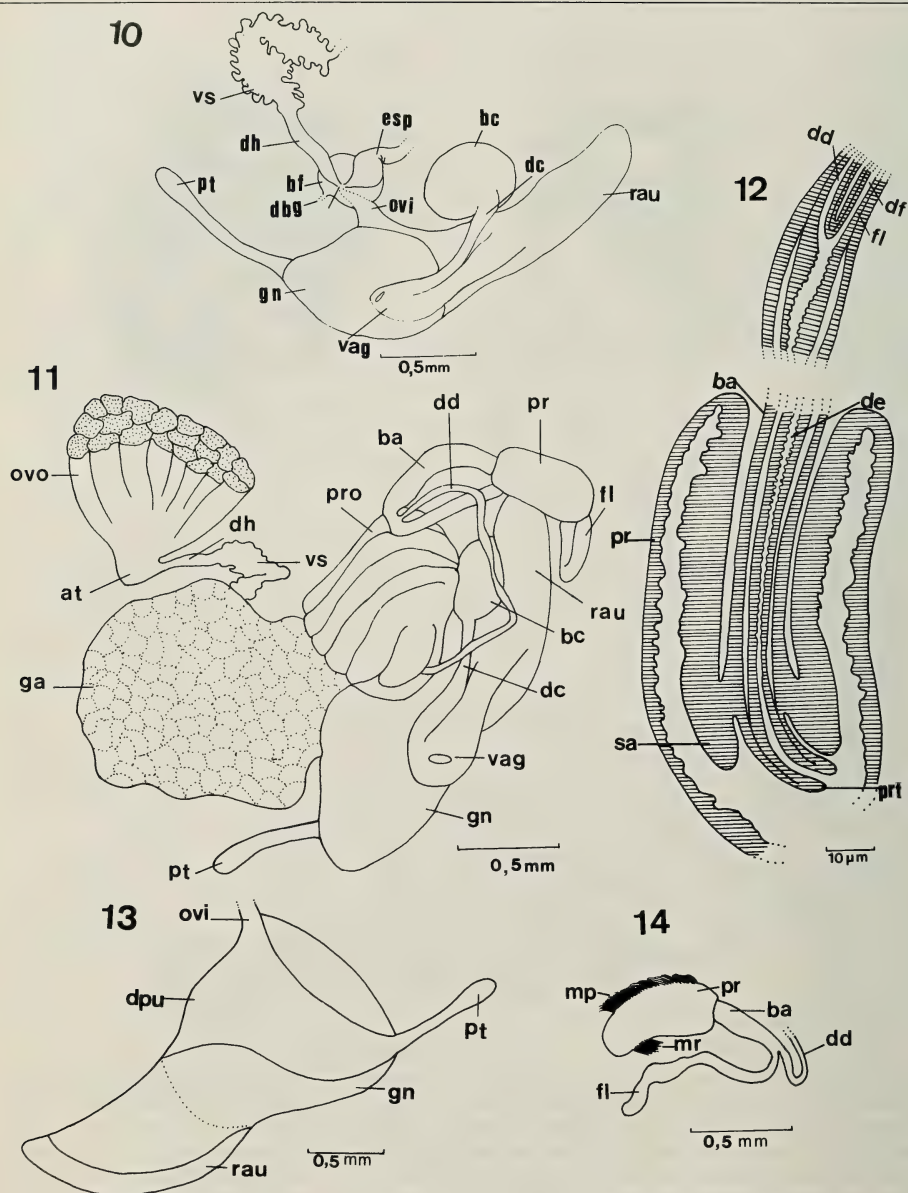 10
vs
dh
esp
bc
dc
pt
bf
dbg
ovi
rau
gn
vag
0,5mm
12
dd
df
fl
ba
de
pr
sa
prt
10 µm
11
ovo
dh
at
vs
ga
pt
pro
ba
dd
pr
fl
rau
bc
dc
vag
gn
0,5mm
13
ovi
dpu
pt
gn
rau
0,5 mm
14
mp
pr
ba
mr
dd
fl
0,5 mm